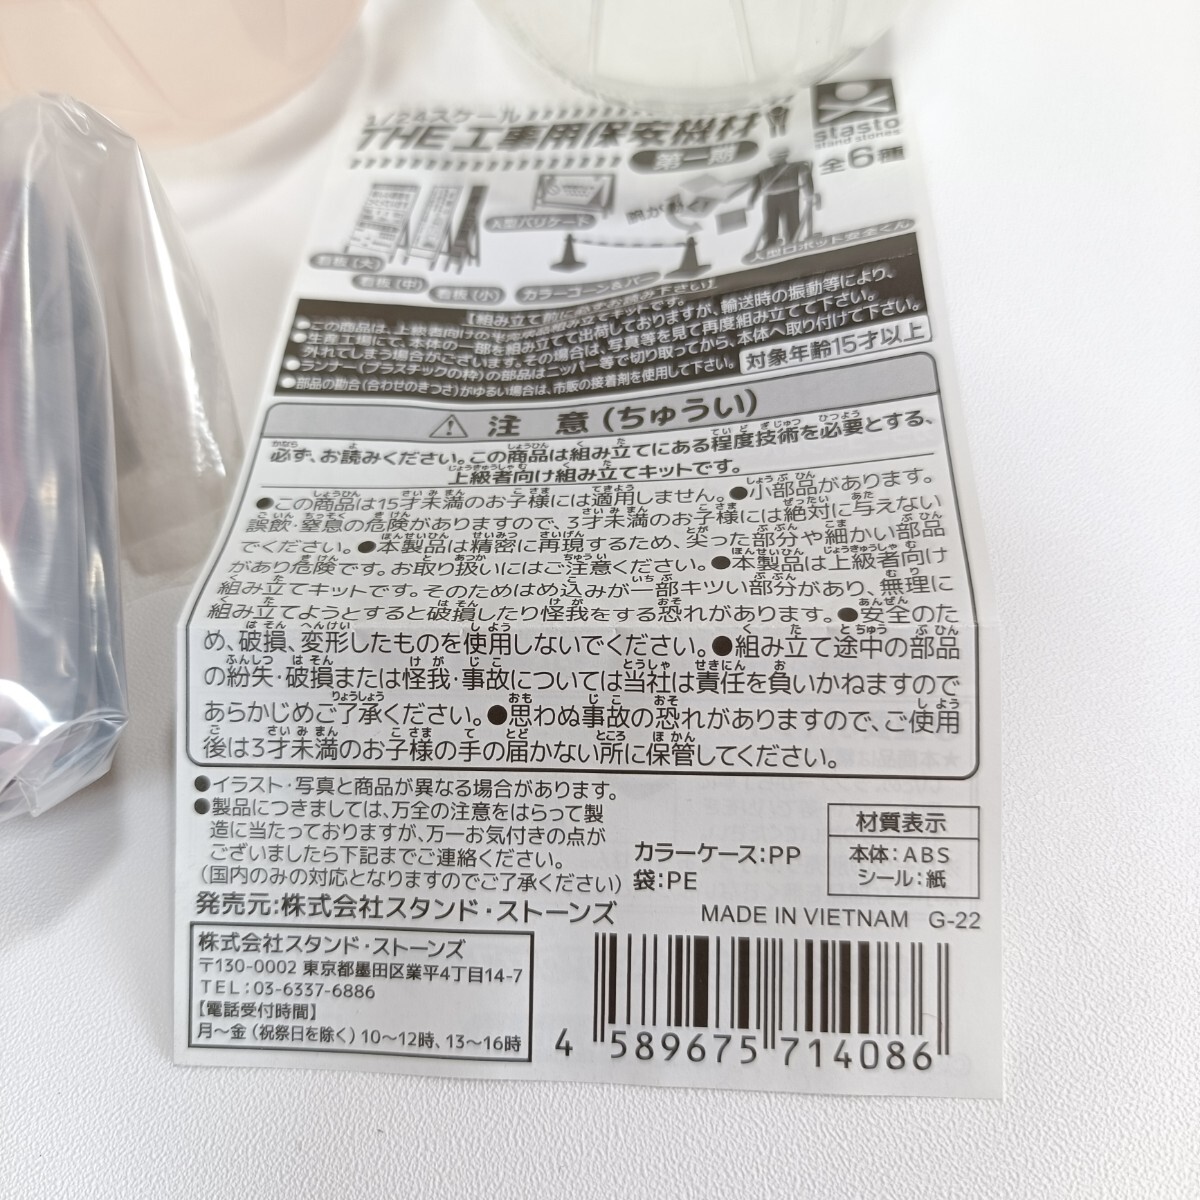 1/24スケール
THE工事用保安機材
第一期
stasto
stand stones
全6種
A型バリケード
看板(大)
看板(中)
看板(小)
カラーコーン&バー
人型ロボット安全くん
【組み立て前に必ずお読み下さい】
●この商品は、上級者向けの半完成品組み立てキットです。
●生産工場にて、本体の一部を組み立てて出荷しておりますが、輸送時の振動等により、
外れてしまう場合がございます。その場合は、写真等を見て再度組み立てて下さい。
●ランナー(プラスチックの枠)の部品はニッパー等で切り取ってから、本体へ取り付けて下さい。
●部品の勘合(合わせのきつさ)がゆるい場合は、市販の接着剤を使用して下さい。
対象年齢15才以上
⚠ 注 意(ちゅうい)
必ず、お読みください。この商品は組み立てにある程度技術を必要とする、
上級者向け組み立てキットです。
●この商品は15才未満のお子様には適用しません。●小部品があります。
誤飲・窒息の危険がありますので、3才未満のお子様には絶対に与えない
でください。●本製品は精密に再現するため、尖った部分や細かい部品
があり危険です。お取り扱いにはご注意ください。●本製品は上級者向け
組み立てキットです。そのためはめ込みが一部キツい部分があり、無理に
組み立てようとすると破損したり怪我をする恐れがあります。●安全のた
め、破損、変形したものを使用しないでください。●組み立て途中の部品
の紛失・破損または怪我・事故については当社は責任を負いかねますので
あらかじめご了承ください。●思わぬ事故の恐れがありますので、ご使用
後は3才未満のお子様の手の届かない所に保管してください。
●イラスト・写真と商品が異なる場合があります。
●製品につきましては、万全の注意をはらって製
造に当たっておりますが、万一お気付きの点が
ございましたら下記までご連絡ください。
(国内のみの対応となりますのでご了承ください)
カラーケース:PP
袋:PE
材質表示
本体:ABS
シール:紙
発売元:株式会社スタンド・ストーンズ
MADE IN VIETNAM G-22
株式会社スタンド・ストーンズ
〒130-0002 東京都墨田区業平4丁目14-7
TEL:03-6337-6886
【電話受付時間】
月〜金(祝祭日を除く)10〜12時、13〜16時
4 589675 714086